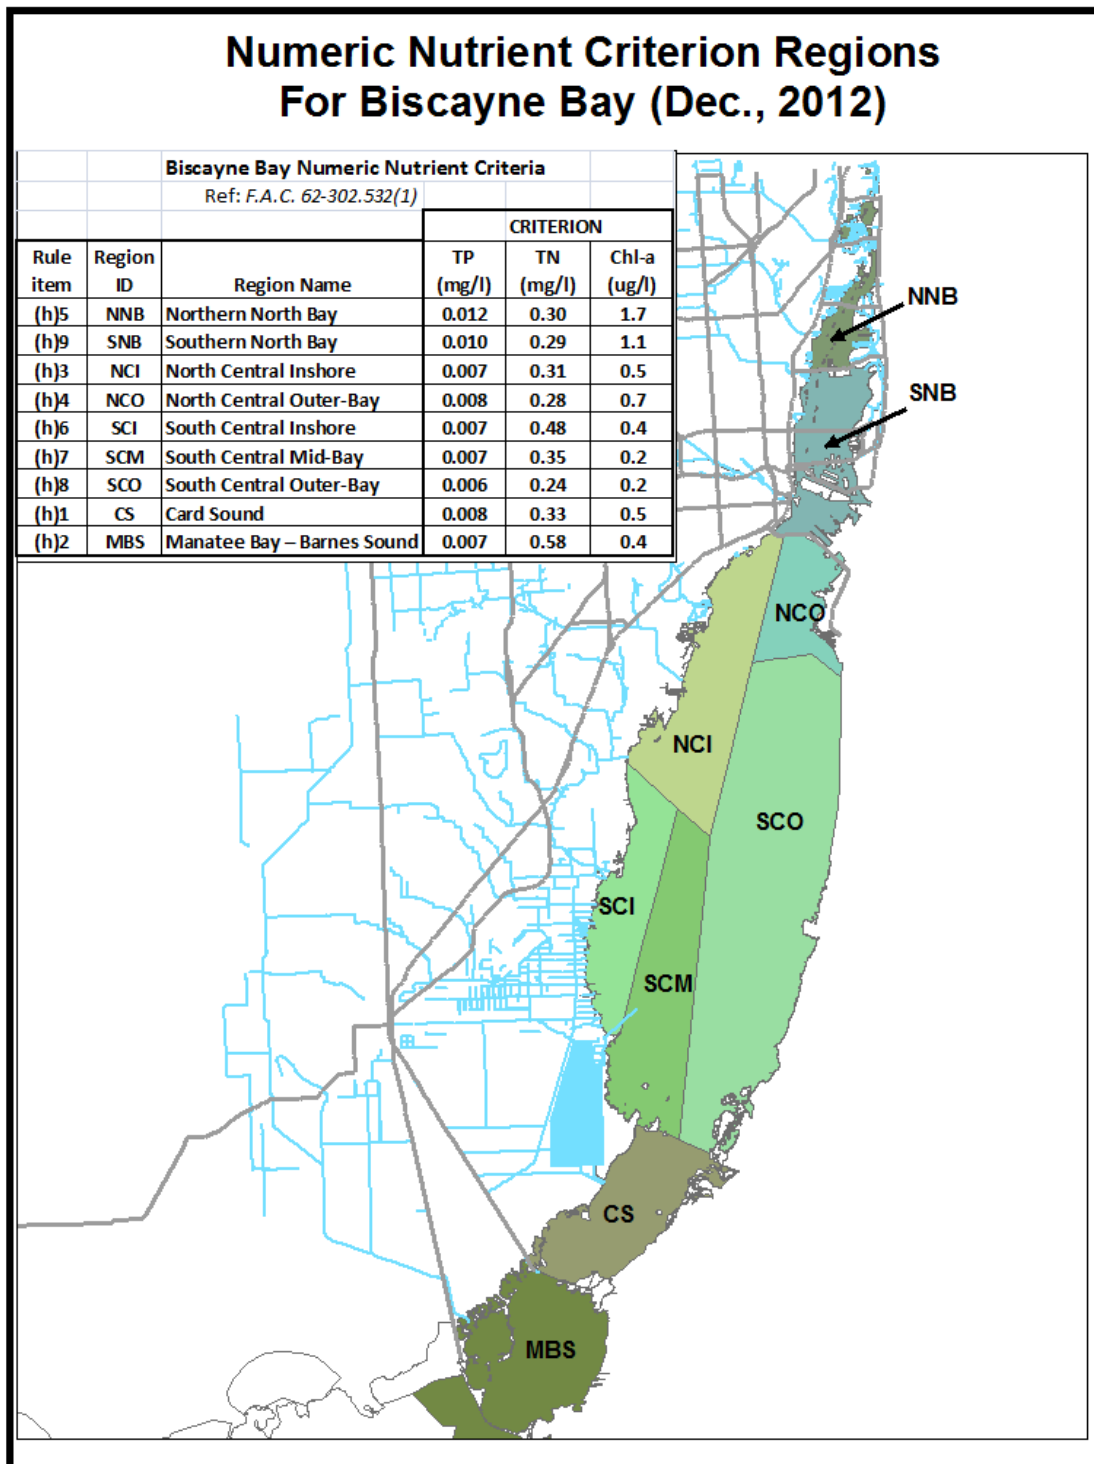 Numeric Nutrient Criterion Regions
For Biscayne Bay (Dec., 2012)
Biscayne Bay Numeric Nutrient Criteria
Ref: F.A.C. 62-302.532(1)
CRITERION
Rule item Region ID Region Name TP (mg/l) TN (mg/l) Chl-a (ug/l)
(h)5 NNB Northern North Bay 0.012 0.30 1.7
(h)9 SNB Southern North Bay 0.010 0.29 1.1
(h)3 NCI North Central Inshore 0.007 0.31 0.5
(h)4 NCO North Central Outer-Bay 0.008 0.28 0.7
(h)6 SCI South Central Inshore 0.007 0.48 0.4
(h)7 SCM South Central Mid-Bay 0.007 0.35 0.2
(h)8 SCO South Central Outer-Bay 0.006 0.24 0.2
(h)1 CS Card Sound 0.008 0.33 0.5
(h)2 MBS Manatee Bay – Barnes Sound 0.007 0.58 0.4
NNB
SNB
NCO
NCI
SCO
SCI
SCM
CS
MBS